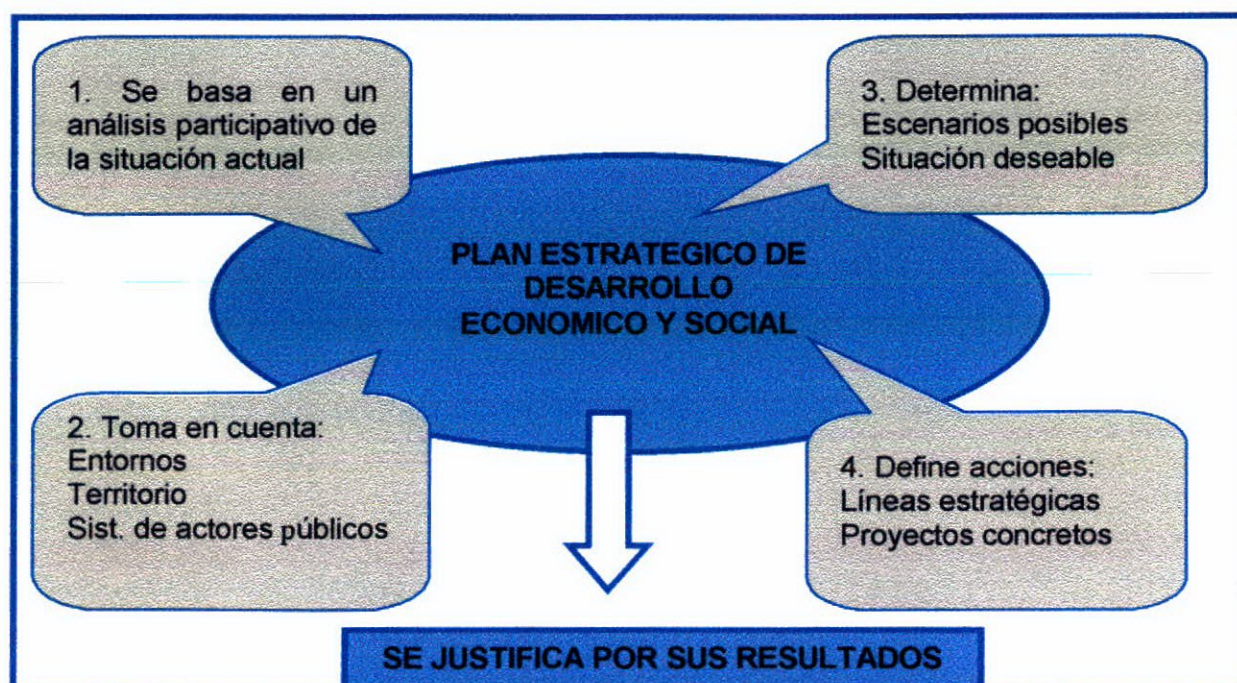 1. Se basa en un
análisis participativo de
la situación actual
3. Determina:
Escenarios posibles
Situación deseable
PLAN ESTRATEGICO DE
DESARROLLO
ECONOMICO Y SOCIAL
2. Toma en cuenta:
Entornos
Territorio
Sist. de actores públicos
4. Define acciones:
Líneas estratégicas
Proyectos concretos
SE JUSTIFICA POR SUS RESULTADOS